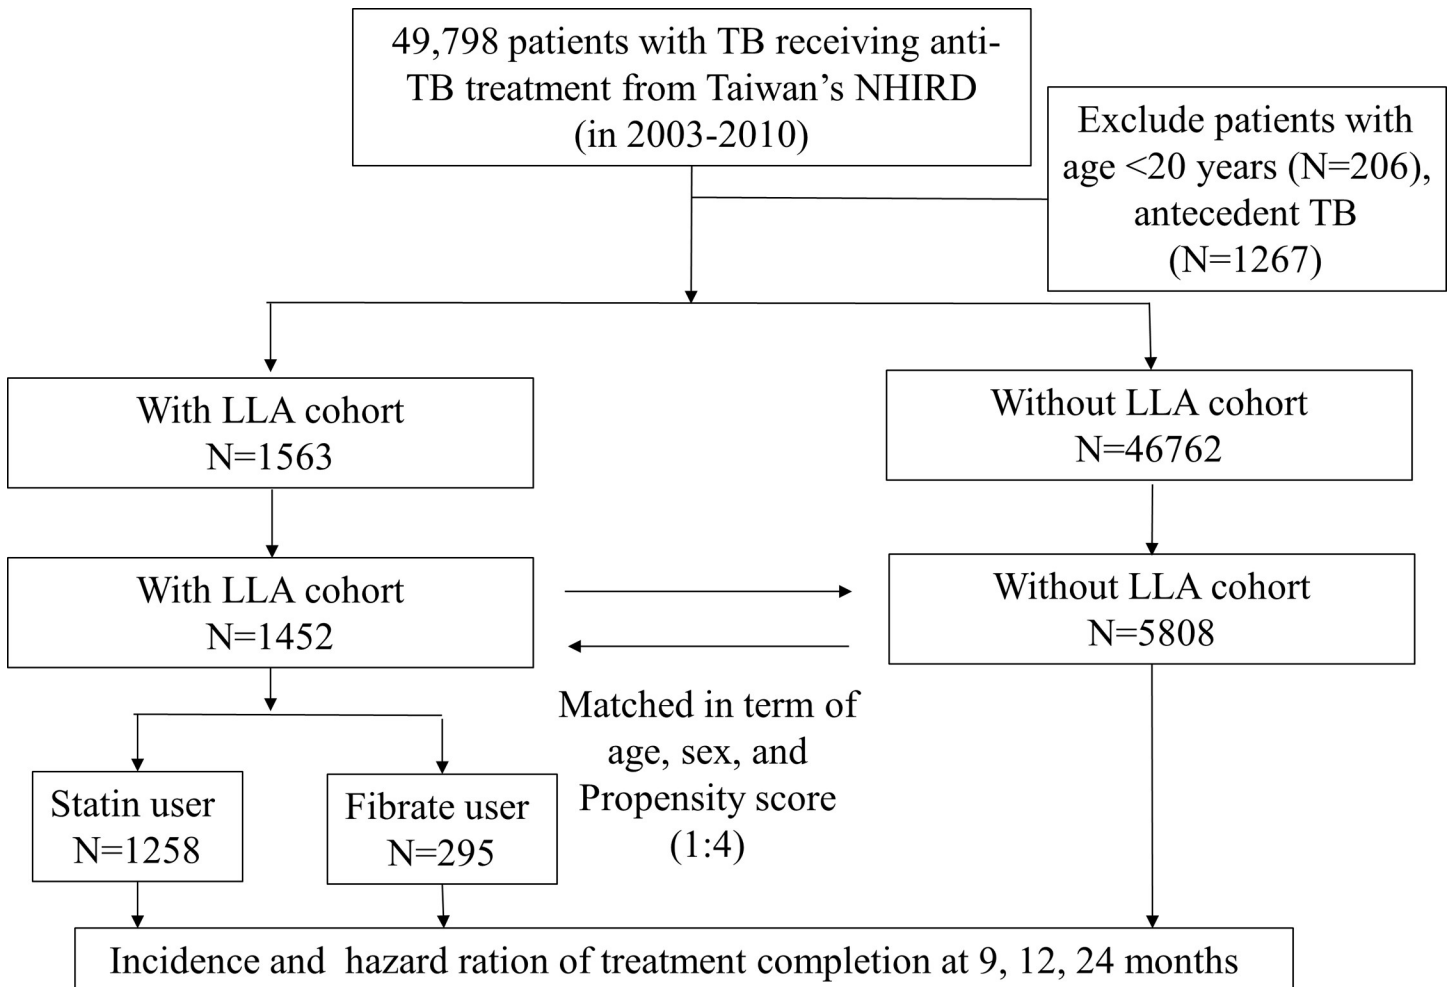 49,798 patients with TB receiving anti-
TB treatment from Taiwan’s NHIRD
(in 2003-2010)
Exclude patients with
age <20 years (N=206),
antecedent TB
(N=1267)
With LLA cohort
N=1563
Without LLA cohort
N=46762
With LLA cohort
N=1452
Without LLA cohort
N=5808
Matched in term of
age, sex, and
Propensity score
(1:4)
Statin user
N=1258
Fibrate user
N=295
Incidence and  hazard ration of treatment completion at 9, 12, 24 months